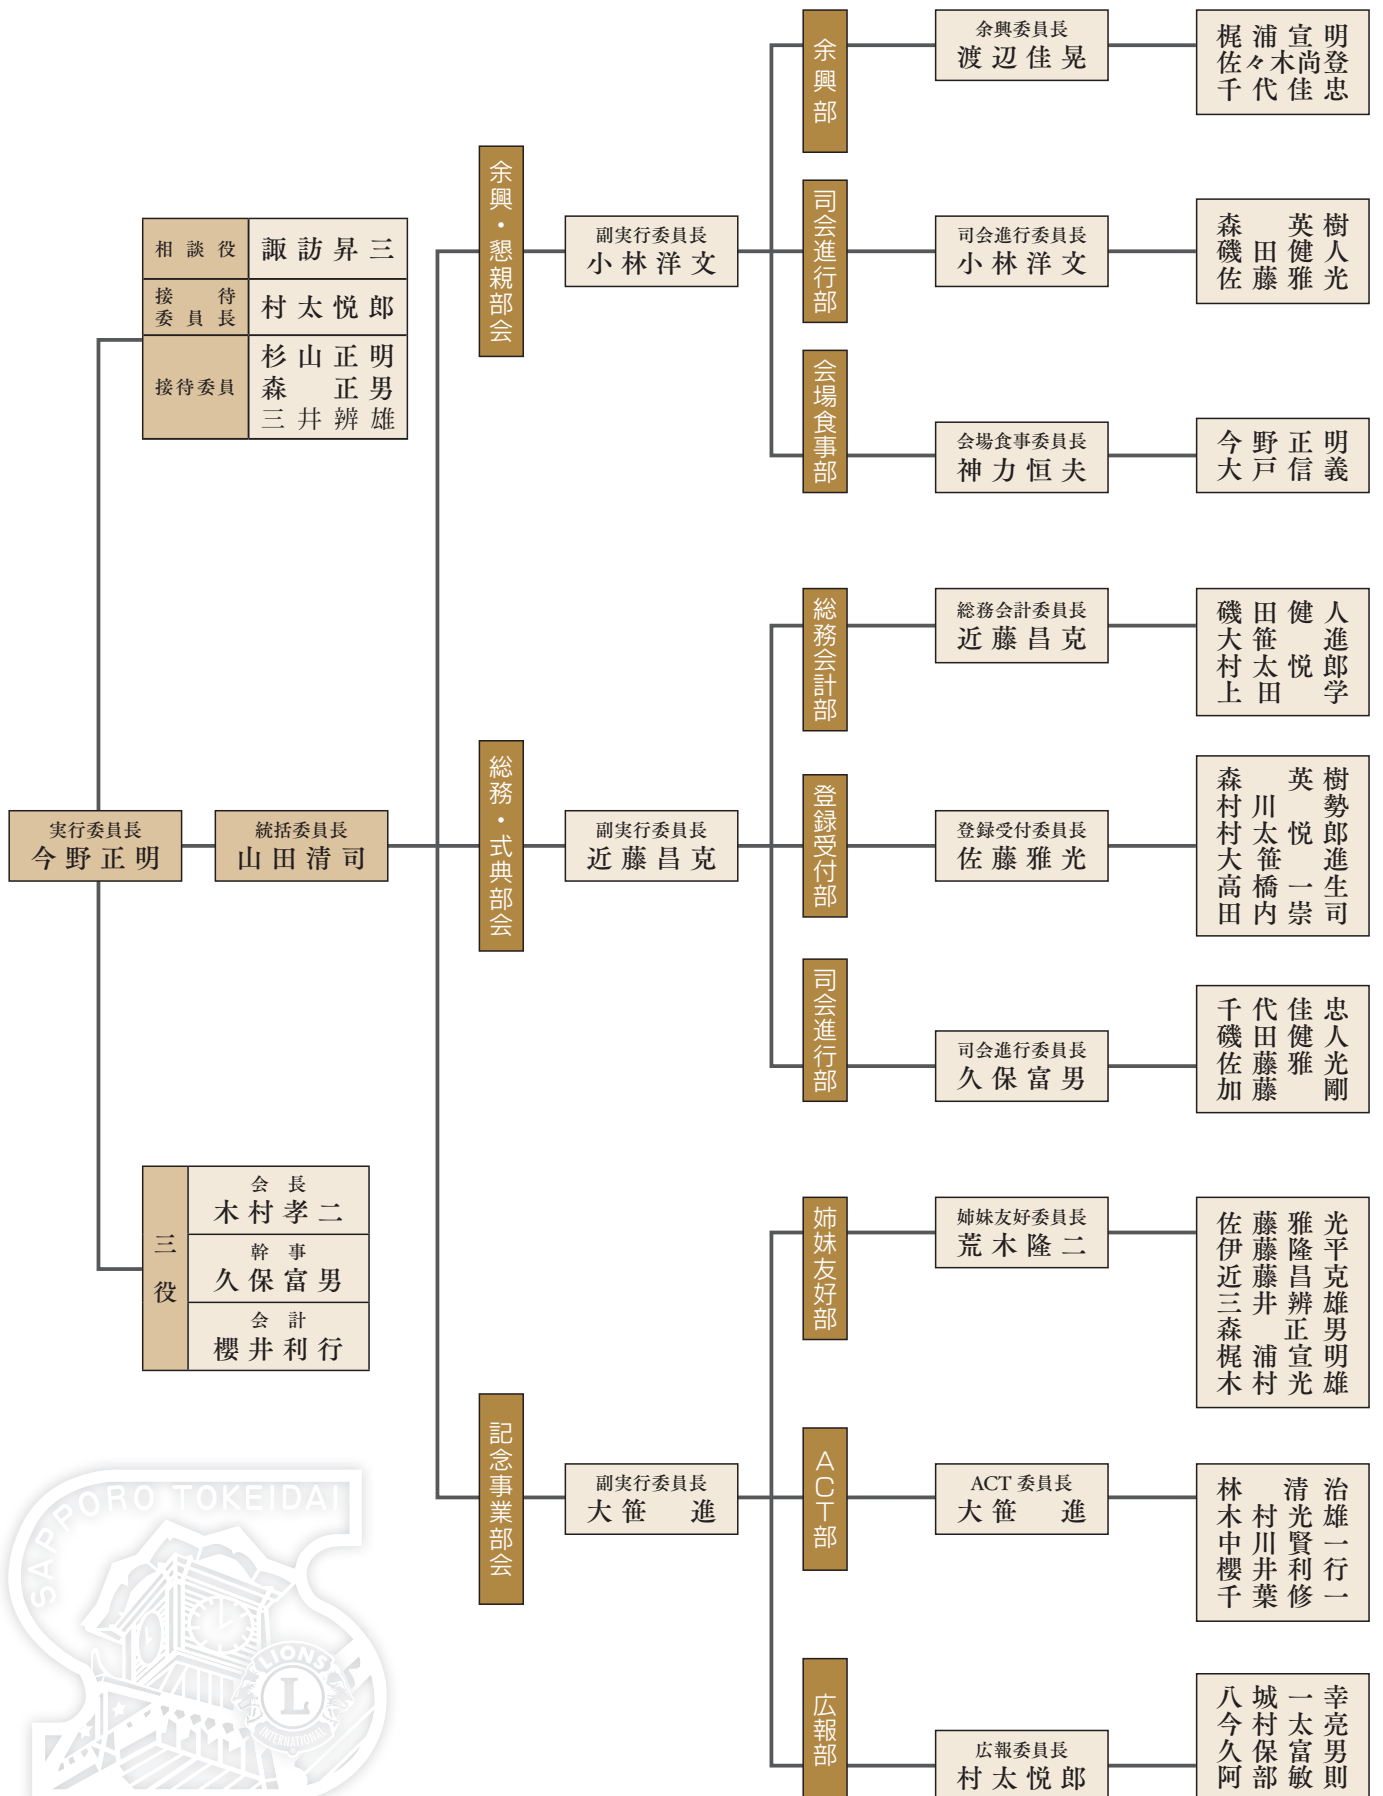 実行委員長
今野正明
統括委員長
山田清司
相談役
諏訪昇三
接待
委員長
村太悦郎
接待委員
杉山正明
森 正男
三井辨雄
三役
会長
木村孝二
幹事
久保富男
会計
櫻井利行
余興・懇親部会
副実行委員長
小林洋文
余興部
余興委員長
渡辺佳晃
梶浦宣明
佐々木尚登
千代佳忠
司会進行部
司会進行委員長
小林洋文
森 英樹
磯田健人
佐藤雅光
会場食事部
会場食事委員長
神力恒夫
今野正明
大戸信義
総務・式典部会
副実行委員長
近藤昌克
総務会計部
総務会計委員長
近藤昌克
磯田健人
大笹 進
村太悦郎
上田 学
登録受付部
登録受付委員長
佐藤雅光
森 英樹
村川 勢
村太悦郎
大笹 進
高橋一生
田内崇司
司会進行部
司会進行委員長
久保富男
千代佳忠
磯田健人
佐藤雅光
加藤 剛
記念事業部会
副実行委員長
大笹 進
姉妹友好部
姉妹友好委員長
荒木隆二
佐藤雅光
伊藤隆平
近藤昌克
三井辨雄
森 正男
梶浦宣明
木村光雄
ACT部
ACT 委員長
大笹 進
林 清治
木村光雄
中川賢一
櫻井利行
千葉修一
広報部
広報委員長
村太悦郎
八城一幸
今村太亮
久保富男
阿部敏則
SAPPORO TOKEIDAI
LIONS
L
INTERNATIONAL